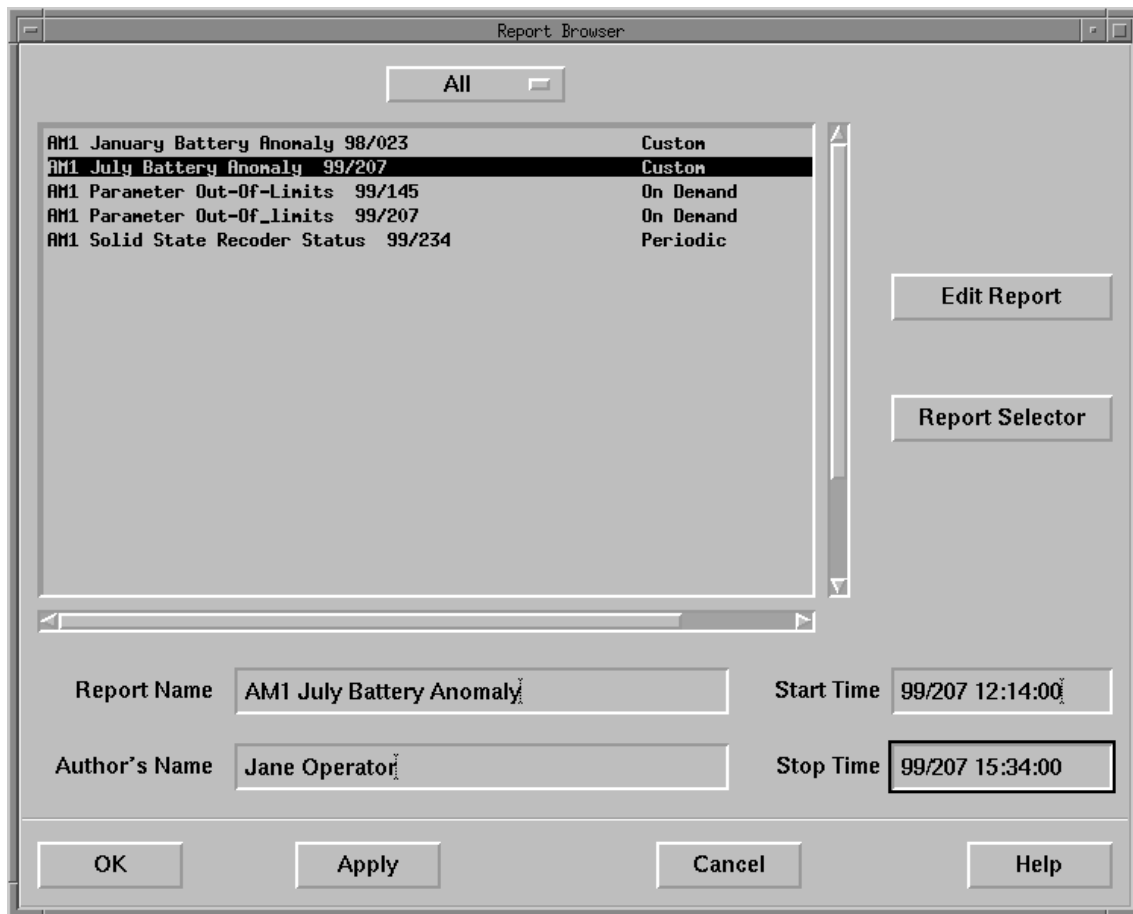 Report Browser
All
AM1 January Battery Anomaly 98/023 Custom
AM1 July Battery Anomaly 99/207 Custom
AM1 Parameter Out-Of-Limits 99/145 On Demand
AM1 Parameter Out-Of_limits 99/207 On Demand
AM1 Solid State Recoder Status 99/234 Periodic
Edit Report
Report Selector
Report Name AM1 July Battery Anomaly Start Time 99/207 12:14:00
Author's Name Jane Operator Stop Time 99/207 15:34:00
OK Apply Cancel Help